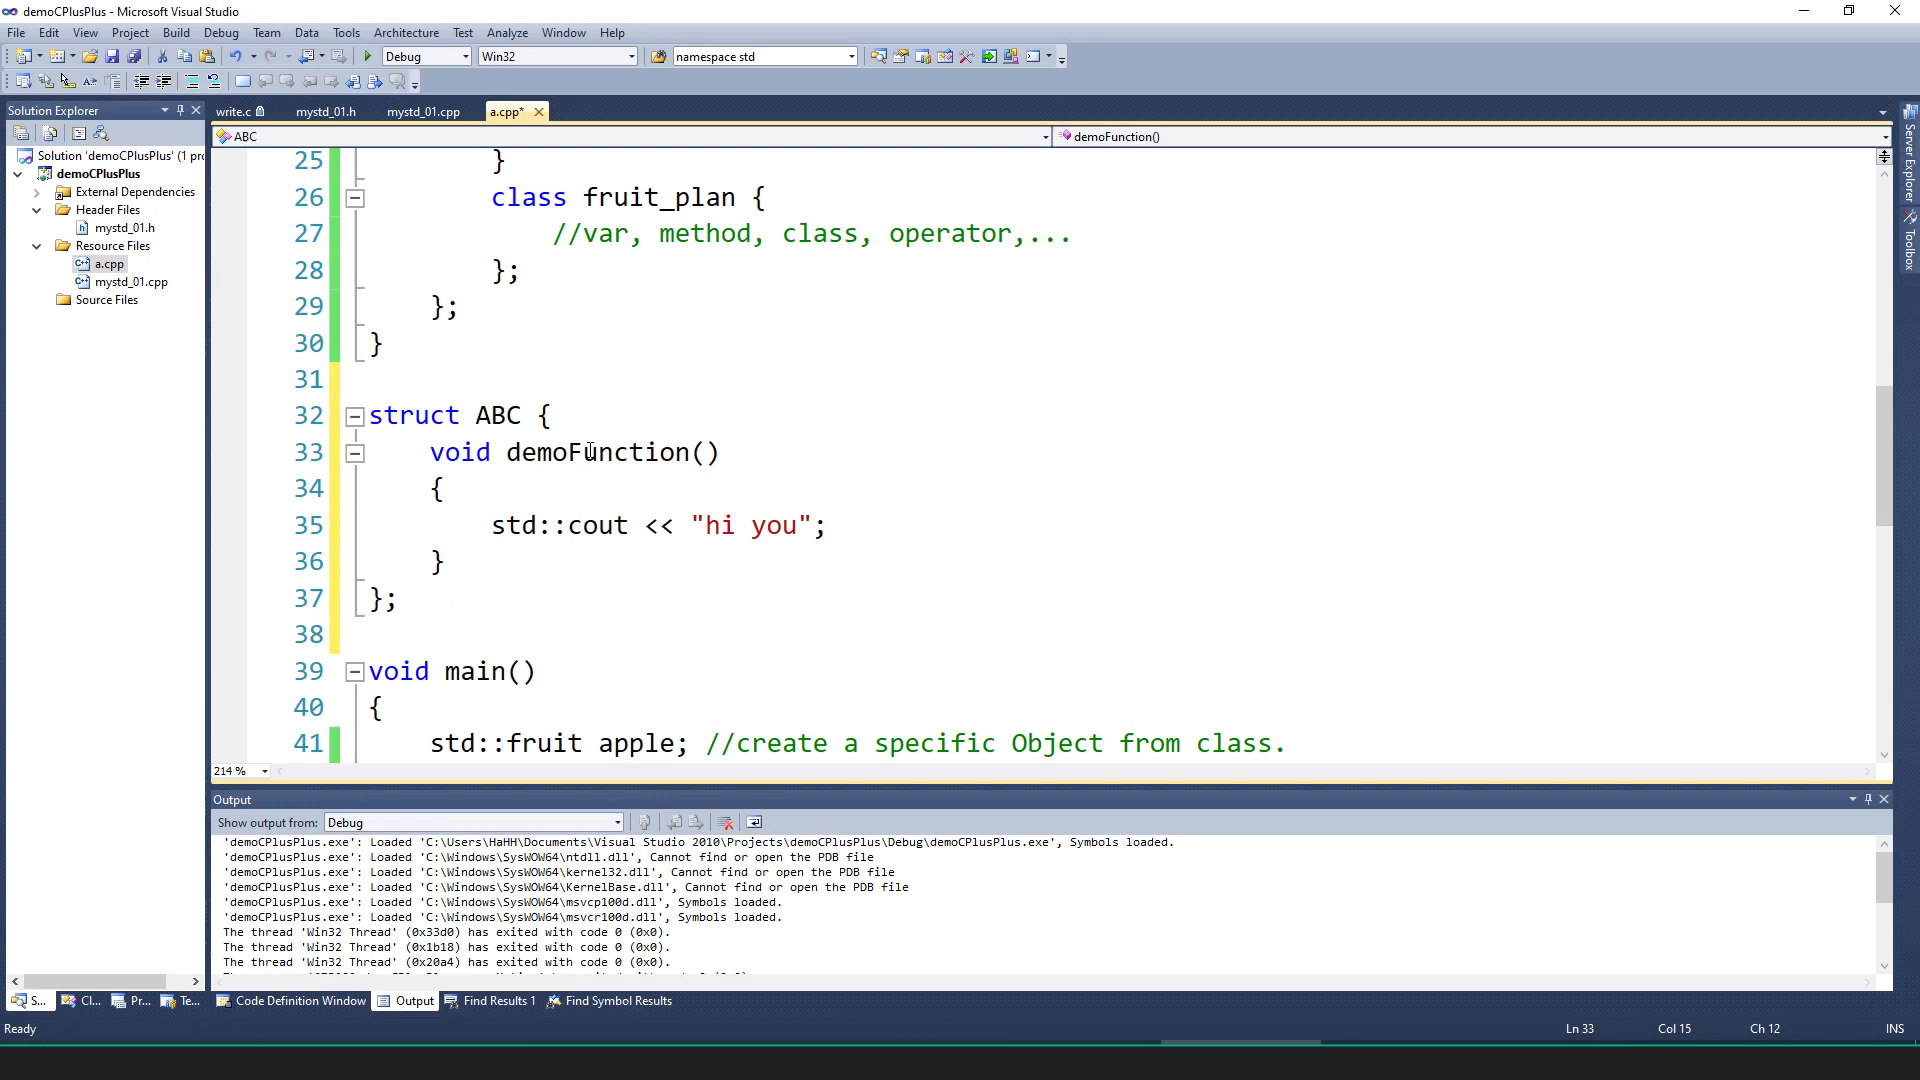 demoCPlusPlus - Microsoft Visual Studio
File Edit View Project Build Debug Team Data Tools Architecture Test Analyze Window Help
Debug Win32 namespace std
Solution Explorer write.c mystd_01.h mystd_01.cpp a.cpp*
ABC demoFunction()
Solution 'demoCPlusPlus' (1 pro
demoCPlusPlus
External Dependencies
Header Files
mystd_01.h
Resource Files
a.cpp
mystd_01.cpp
Source Files
25 }
26 class fruit_plan {
27 //var, method, class, operator,...
28 };
29 };
30 }
31
32 struct ABC {
33 void demoFunction()
34 {
35 std::cout << "hi you";
36 }
37 };
38
39 void main()
40 {
41 std::fruit apple; //create a specific Object from class.
214 %
Server Explorer
Toolbox
Output
Show output from: Debug
'demoCPlusPlus.exe': Loaded 'C:\Users\HaHH\Documents\Visual Studio 2010\Projects\demoCPlusPlus\Debug\demoCPlusPlus.exe', Symbols loaded.
'demoCPlusPlus.exe': Loaded 'C:\Windows\SysWOW64\ntdll.dll', Cannot find or open the PDB file
'demoCPlusPlus.exe': Loaded 'C:\Windows\SysWOW64\kernel32.dll', Cannot find or open the PDB file
'demoCPlusPlus.exe': Loaded 'C:\Windows\SysWOW64\KernelBase.dll', Cannot find or open the PDB file
'demoCPlusPlus.exe': Loaded 'C:\Windows\SysWOW64\msvcp100d.dll', Symbols loaded.
'demoCPlusPlus.exe': Loaded 'C:\Windows\SysWOW64\msvcr100d.dll', Symbols loaded.
The thread 'Win32 Thread' (0x33d0) has exited with code 0 (0x0).
The thread 'Win32 Thread' (0x1b18) has exited with code 0 (0x0).
The thread 'Win32 Thread' (0x20a4) has exited with code 0 (0x0).
S... Cl... Pr... Te... Code Definition Window Output Find Results 1 Find Symbol Results
Ready Ln 33 Col 15 Ch 12 INS